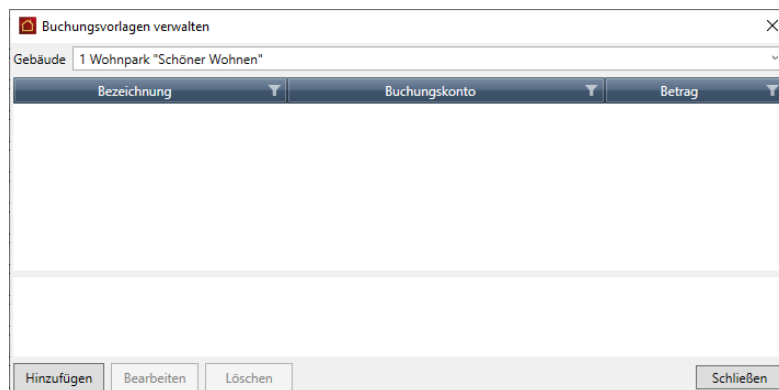 Buchungsvorlagen verwalten
Gebäude 1 Wohnpark "Schöner Wohnen"
Bezeichnung Buchungskonto Betrag
Hinzufügen Bearbeiten Löschen Schließen